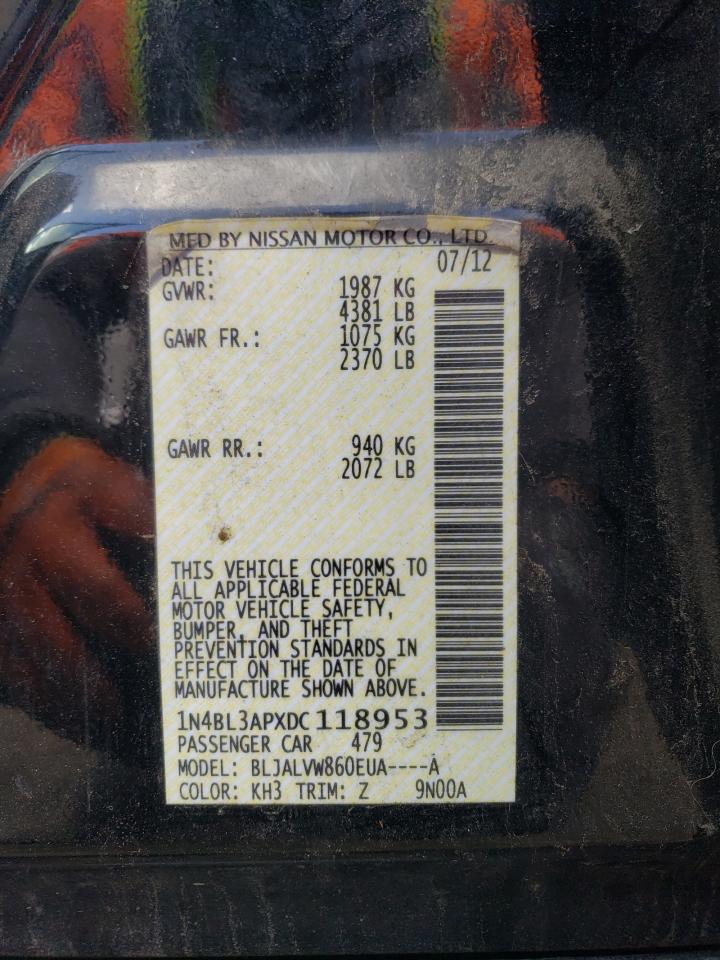 MFD BY NISSAN MOTOR CO., LTD.
DATE: 07/12
GVWR: 1987 KG
4381 LB
GAWR FR.: 1075 KG
2370 LB
GAWR RR.: 940 KG
2072 LB
THIS VEHICLE CONFORMS TO
ALL APPLICABLE FEDERAL
MOTOR VEHICLE SAFETY,
BUMPER, AND THEFT
PREVENTION STANDARDS IN
EFFECT ON THE DATE OF
MANUFACTURE SHOWN ABOVE.
1N4BL3APXDC118953
PASSENGER CAR 479
MODEL: BLJALVW860EUA----A
COLOR: KH3 TRIM: Z 9N00A